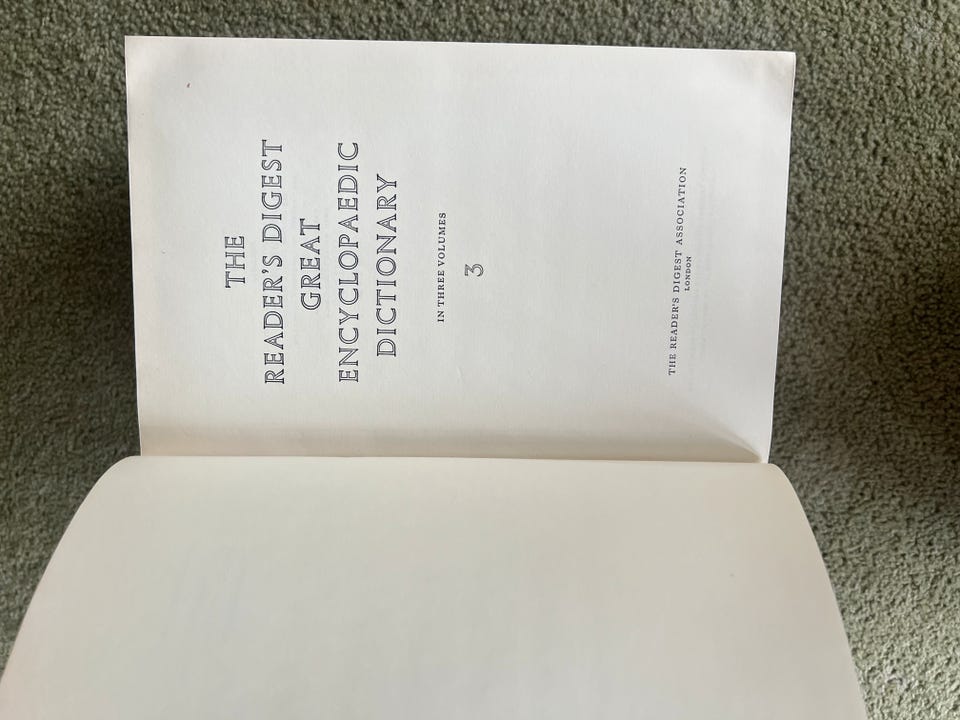 THE
READER'S DIGEST
GREAT
ENCYCLOPAEDIC
DICTIONARY
IN THREE VOLUMES
3
THE READER'S DIGEST ASSOCIATION
LONDON